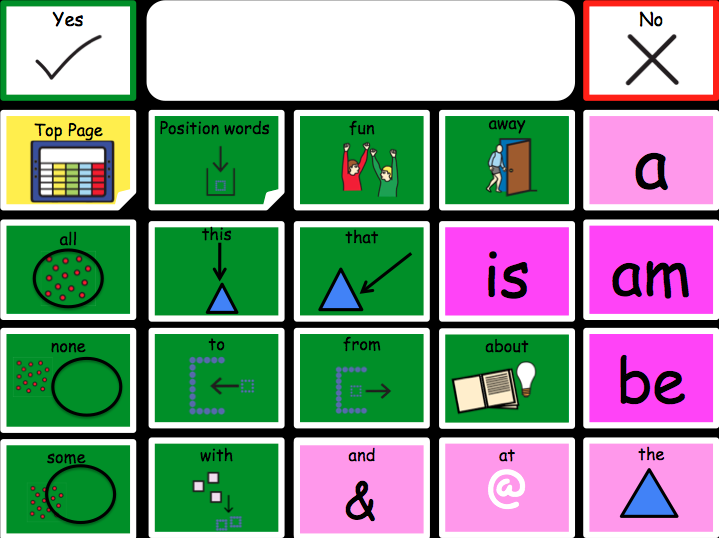 Yes
No
Top Page
Position words
fun
away
a
all
this
that
is
am
none
to
from
about
be
some
with
and
&
at
@
the